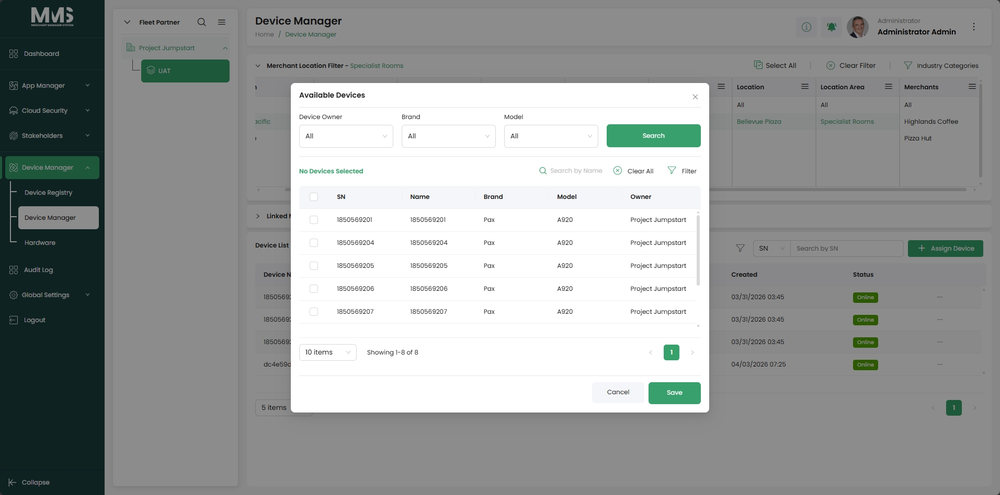 MMS
MERCHANT MANAGER SYSTEM
Dashboard
App Manager
Cloud Security
Stakeholders
Device Manager
Device Registry
Device Manager
Hardware
Audit Log
Global Settings
Logout
Collapse
Fleet Partner
Project Jumpstart
UAT
Device Manager
Home / Device Manager
Administrator
Administrator Admin
Merchant Location Filter - Specialist Rooms
Select All
Clear Filter
Industry Categories
Location
Location Area
Merchants
All
All
All
acific
Bellevue Plaza
Specialist Rooms
Highlands Coffee
Pizza Hut
Linked
Device List
SN
Search by SN
Assign Device
Device N
Created
Status
1850569
03/31/2026 03:45
Online
1850569
03/31/2026 03:45
Online
1850569
03/31/2026 03:45
Online
dc4e59d
04/03/2026 07:25
Online
5 items
1
Available Devices
Device Owner
Brand
Model
All
All
All
Search
No Devices Selected
Search by Name
Clear All
Filter
SN Name Brand Model Owner
1850569201 1850569201 Pax A920 Project Jumpstart
1850569204 1850569204 Pax A920 Project Jumpstart
1850569205 1850569205 Pax A920 Project Jumpstart
1850569206 1850569206 Pax A920 Project Jumpstart
1850569207 1850569207 Pax A920 Project Jumpstart
10 items
Showing 1-8 of 8
1
Cancel
Save